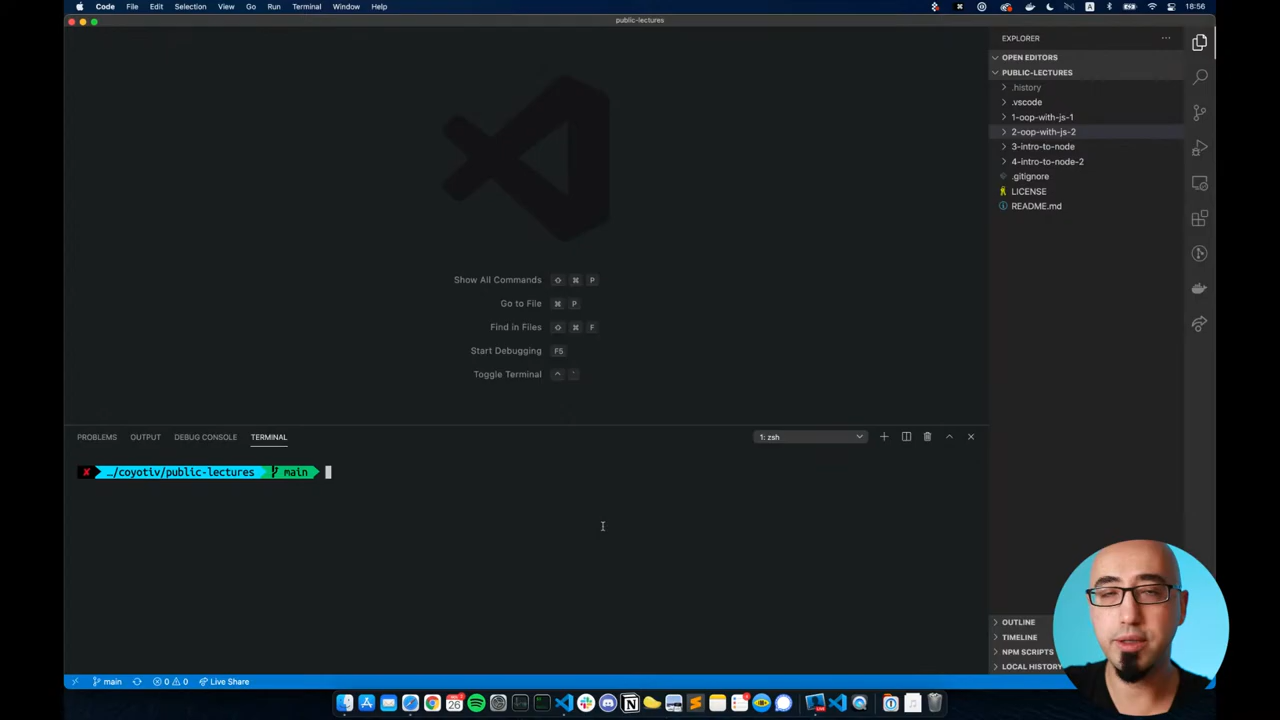 Code File Edit Selection View Go Run Terminal Window Help
A
18:56
public-lectures
EXPLORER
OPEN EDITORS
PUBLIC-LECTURES
.history
.vscode
1-oop-with-js-1
2-oop-with-js-2
3-intro-to-node
4-intro-to-node-2
.gitignore
LICENSE
README.md
Show All Commands ⇧ ⌘ P
Go to File ⌘ P
Find in Files ⇧ ⌘ F
Start Debugging F5
Toggle Terminal ^ `
PROBLEMS OUTPUT DEBUG CONSOLE TERMINAL
1: zsh
✘ …/coyotiv/public-lectures main
OUTLINE
TIMELINE
NPM SCRIPTS
LOCAL HISTORY
main 0 0 Live Share
26